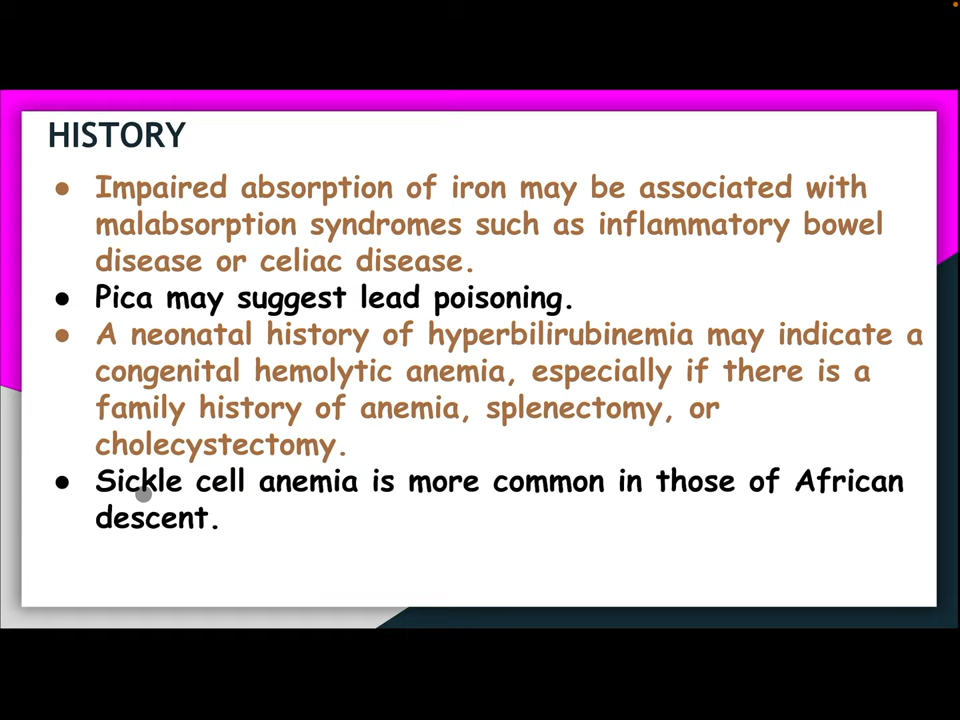 HISTORY
● Impaired absorption of iron may be associated with
malabsorption syndromes such as inflammatory bowel
disease or celiac disease.
● Pica may suggest lead poisoning.
● A neonatal history of hyperbilirubinemia may indicate a
congenital hemolytic anemia, especially if there is a
family history of anemia, splenectomy, or
cholecystectomy.
● Sickle cell anemia is more common in those of African
descent.